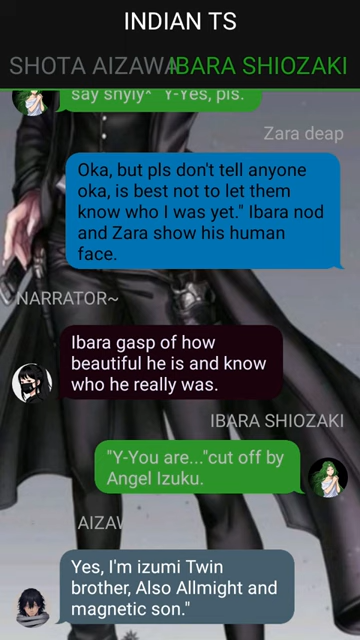 INDIAN TS
SHOTA AIZAWA IBARA SHIOZAKI
say shyly* "Y-Yes, pls.
Zara deap
Oka, but pls don't tell anyone
oka, is best not to let them
know who I was yet." Ibara nod
and Zara show his human
face.
NARRATOR~
Ibara gasp of how
beautiful he is and know
who he really was.
IBARA SHIOZAKI
"Y-You are..."cut off by
Angel Izuku.
AIZAW
Yes, I'm izumi Twin
brother, Also Allmight and
magnetic son."